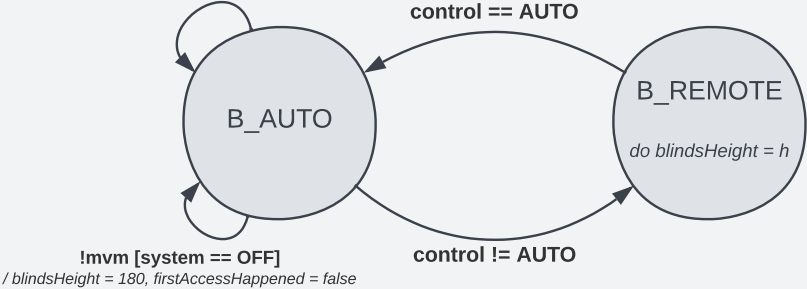 control == AUTO
B_AUTO
B_REMOTE
do blindsHeight = h
!mvm [system == OFF]
/ blindsHeight = 180, firstAccessHappened = false
control != AUTO